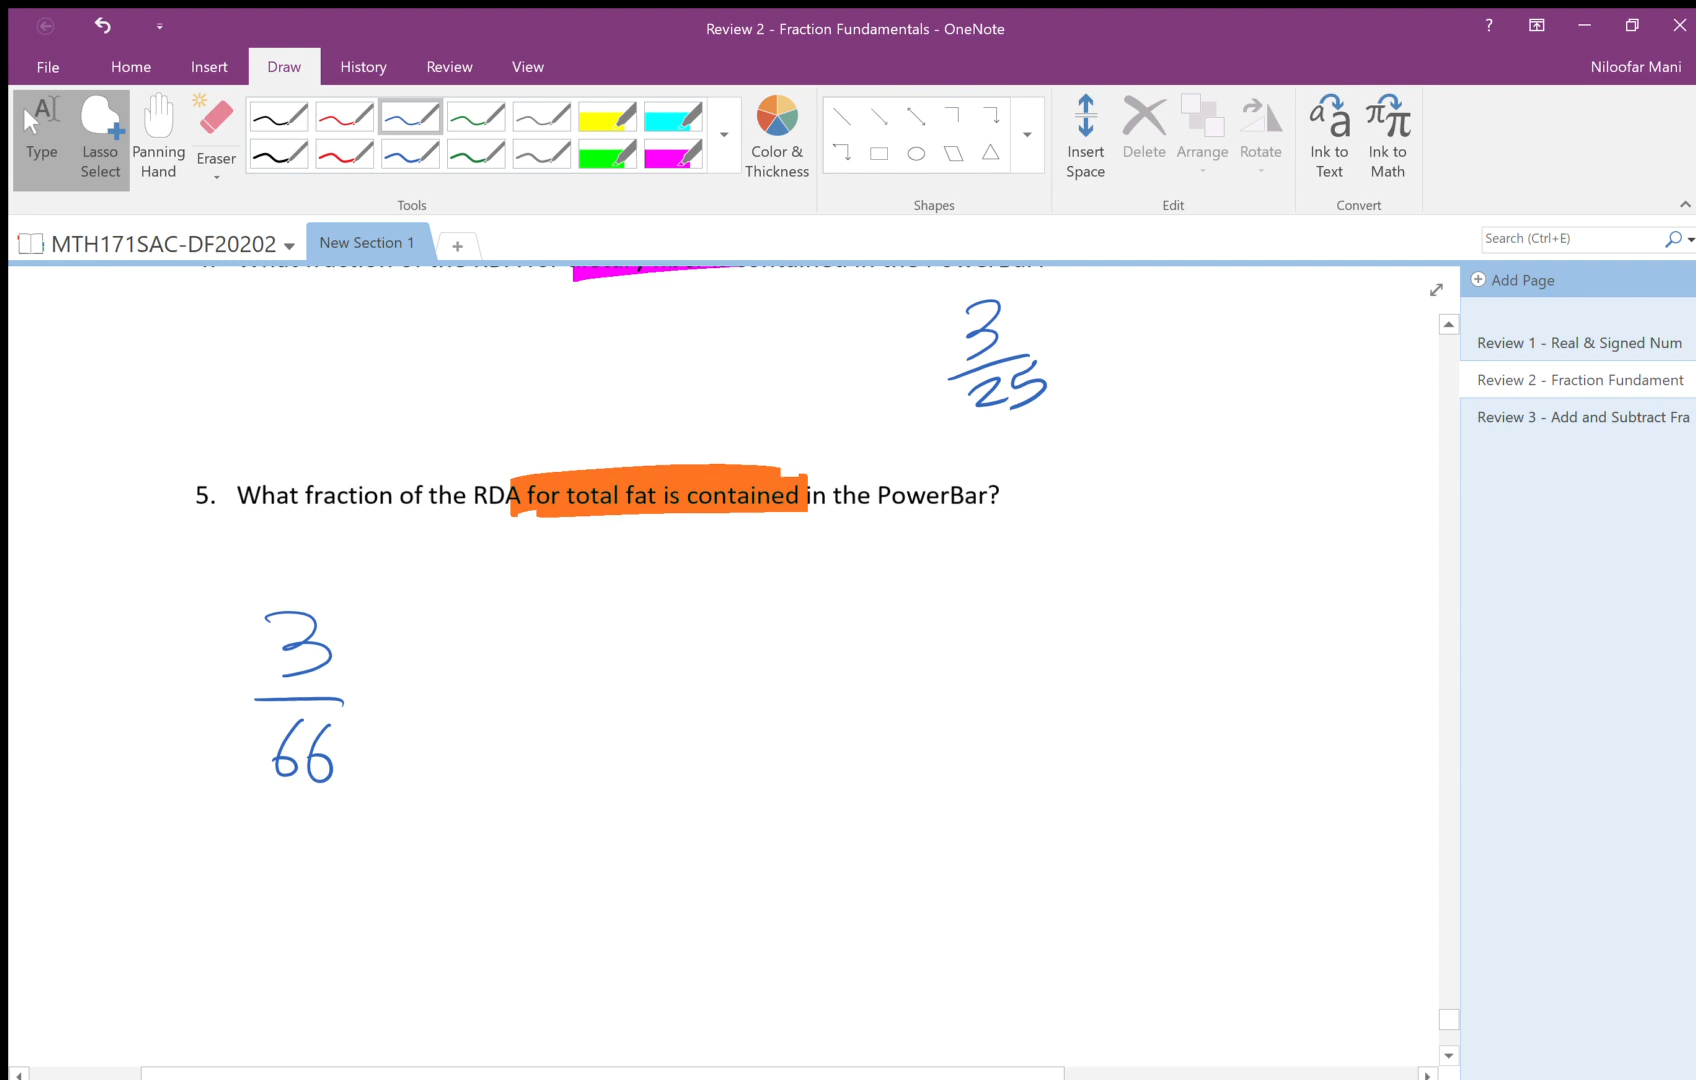 Review 2 - Fraction Fundamentals - OneNote
?
File Home Insert Draw History Review View
Niloofar Mani
Type
Lasso Select
Panning Hand
Eraser
Color & Thickness
Insert Space
Delete
Arrange
Rotate
Ink to Text
Ink to Math
Tools
Shapes
Edit
Convert
MTH171SAC-DF20202
New Section 1
+
Search (Ctrl+E)
Add Page
Review 1 - Real & Signed Num
Review 2 - Fraction Fundament
Review 3 - Add and Subtract Fra
contained in the PowerBar?
3
25
5. What fraction of the RDA for total fat is contained in the PowerBar?
3
66